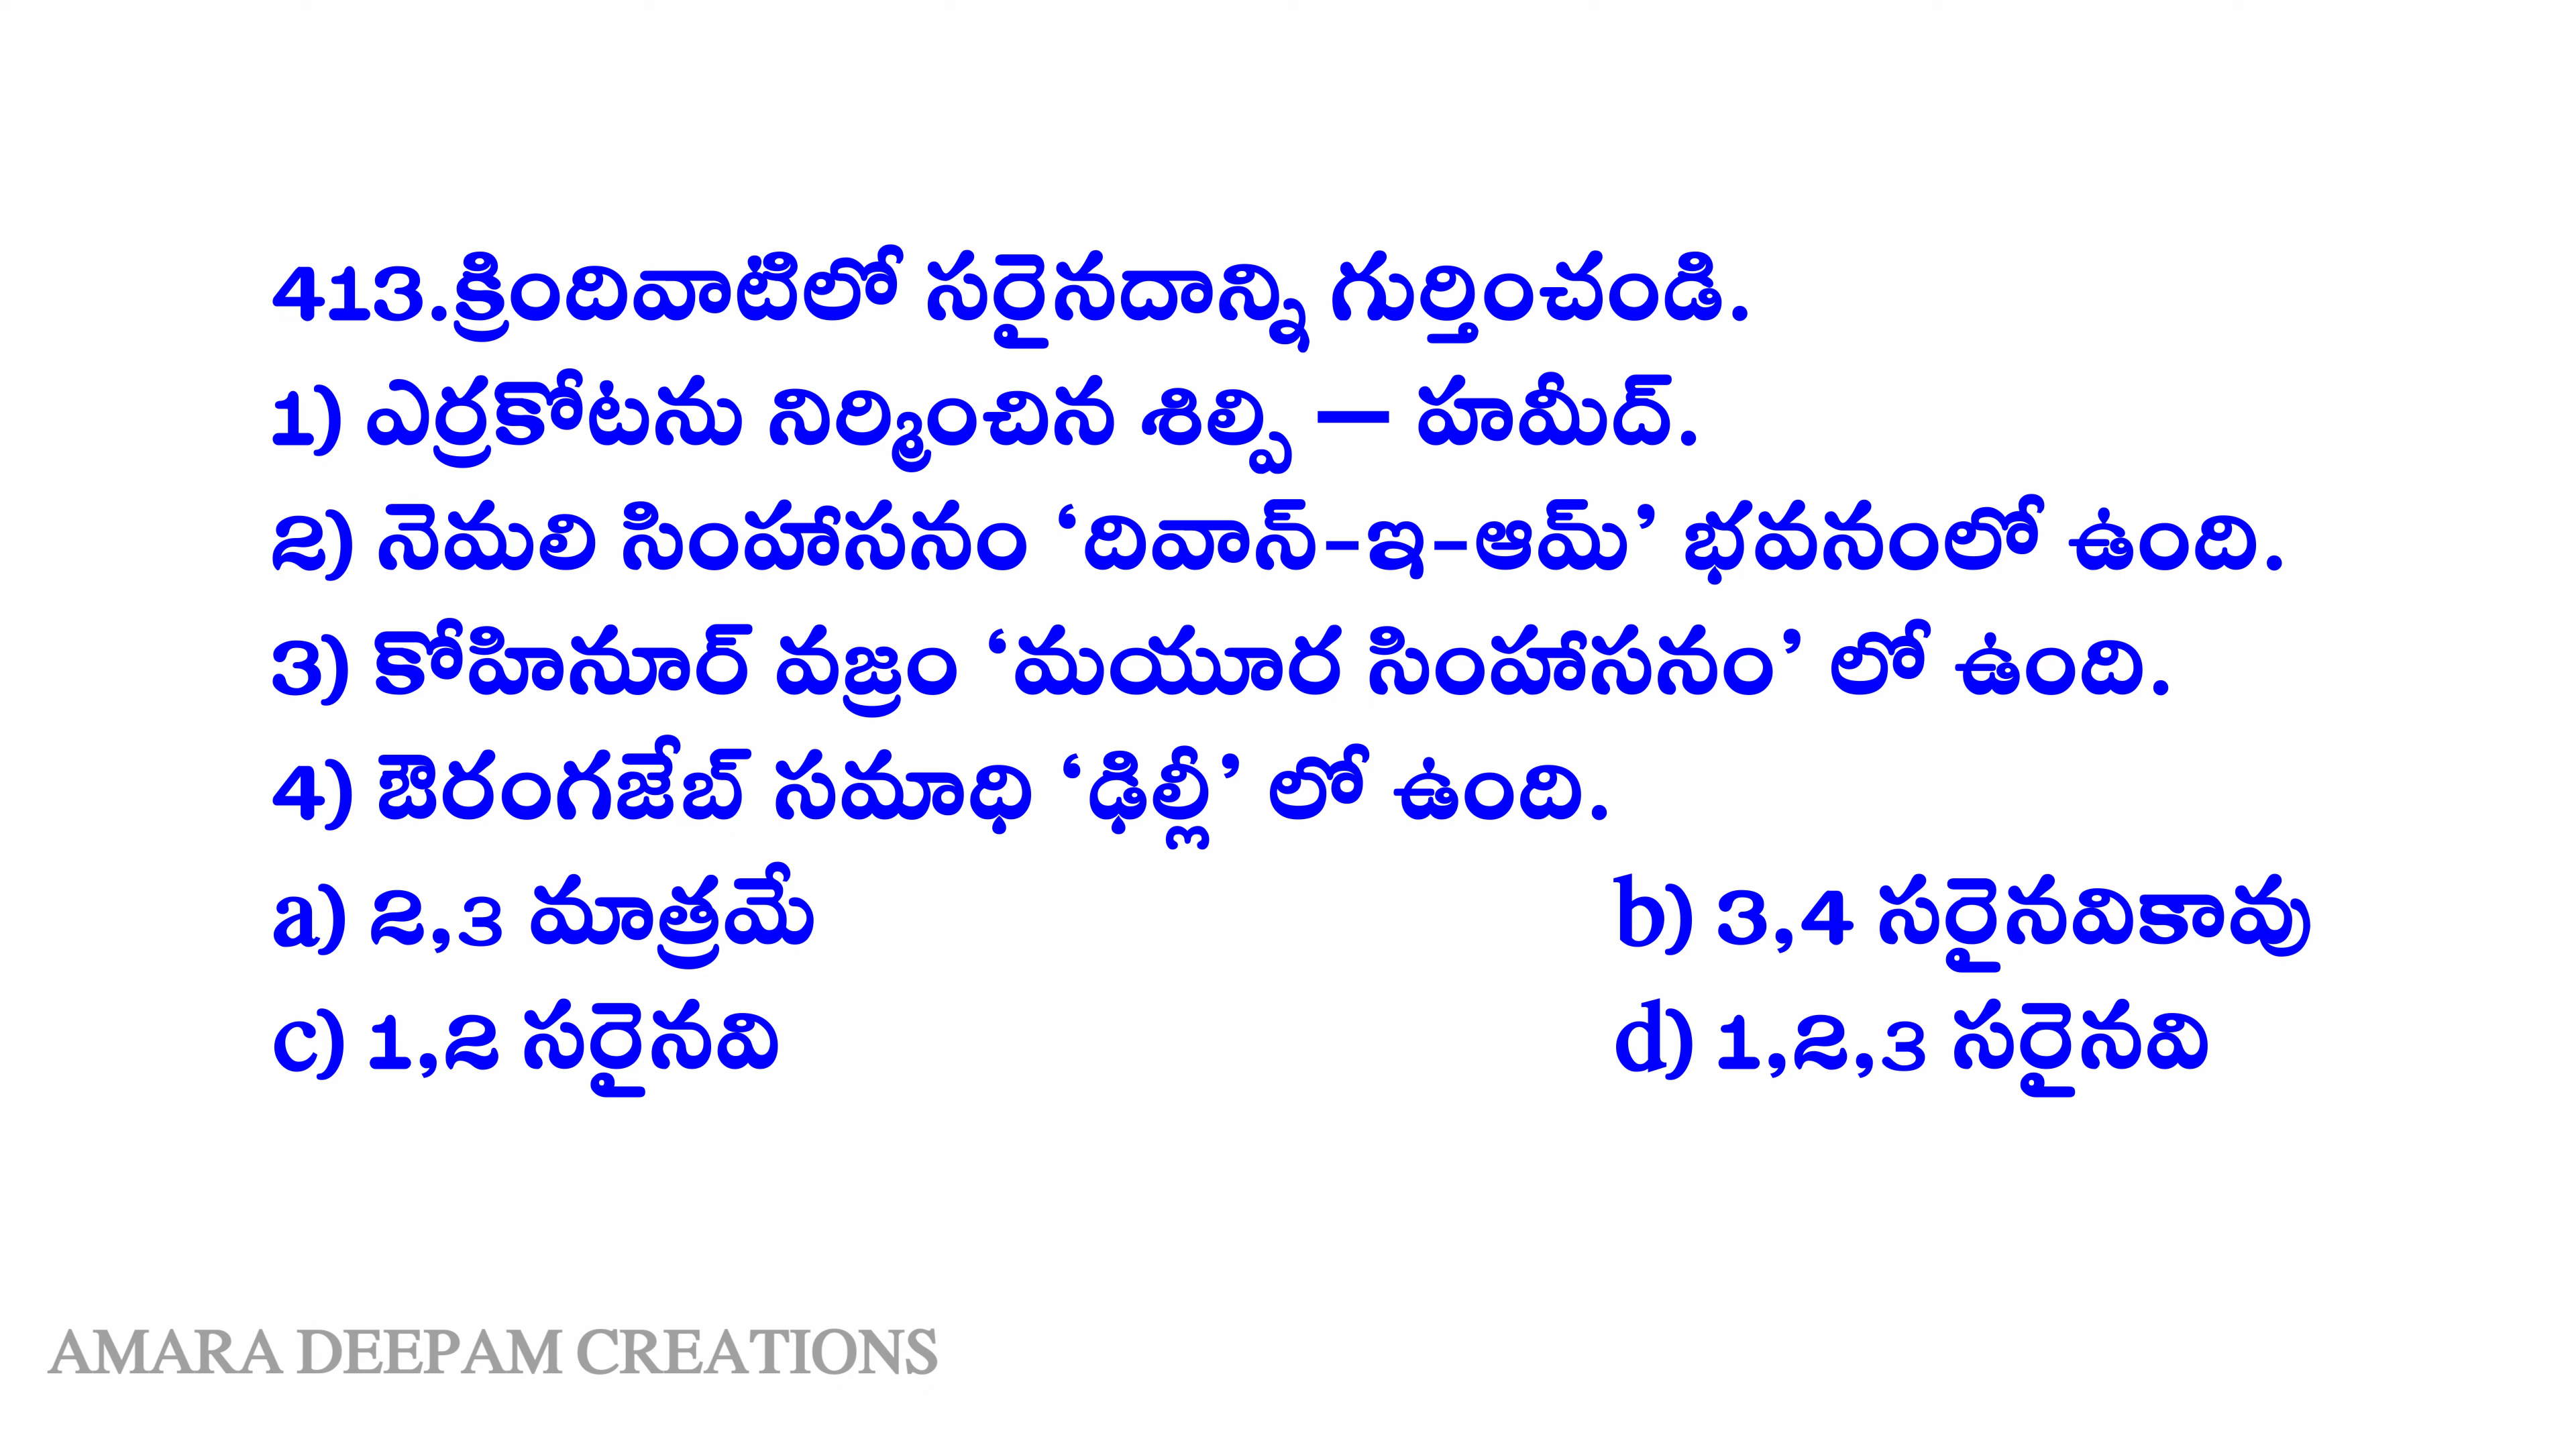 413.క్రిందివాటిలో సరైనదాన్ని గుర్తించండి.
1) ఎర్రకోటను నిర్మించిన శిల్పి — హమీద్.
2) నెమలి సింహాసనం ‘దివాన్-ఇ-ఆమ్’ భవనంలో ఉంది.
3) కోహినూర్ వజ్రం ‘మయూర సింహాసనం’ లో ఉంది.
4) ఔరంగజేబ్ సమాధి ‘ఢిల్లీ’ లో ఉంది.
a) 2,3 మాత్రమే b) 3,4 సరైనవికావు
c) 1,2 సరైనవి d) 1,2,3 సరైనవి
AMARA DEEPAM CREATIONS